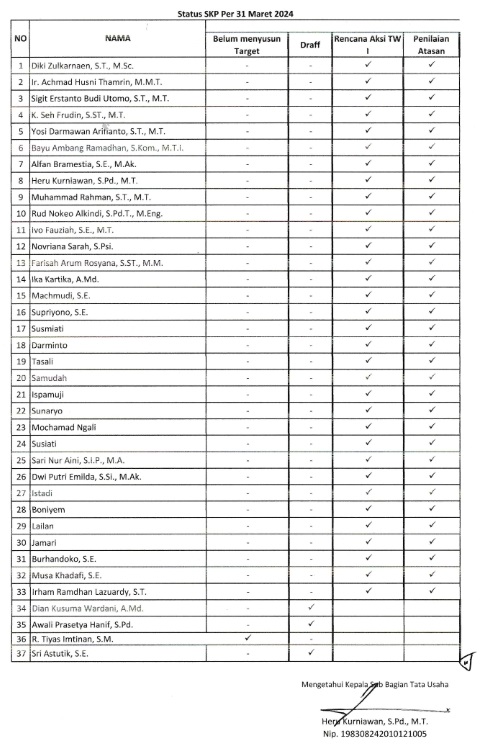 Status SKP Per 31 Maret 2024
NO NAMA Belum menyusun Target Draff Rencana Aksi TW I Penilaian Atasan
1 Diki Zulkarnaen, S.T., M.Sc. - - ✓ ✓
2 Ir. Achmad Husni Thamrin, M.M.T. - - ✓ ✓
3 Sigit Erstanto Budi Utomo, S.T., M.T. - - ✓ ✓
4 K. Seh Frudin, S.ST., M.T. - - ✓ ✓
5 Yosi Darmawan Arifianto, S.T., M.T. - - ✓ ✓
6 Bayu Ambang Ramadhan, S.Kom., M.T.I. - - ✓ ✓
7 Alfan Bramestia, S.E., M.Ak. - - ✓ ✓
8 Heru Kurniawan, S.Pd., M.T. - - ✓ ✓
9 Muhammad Rahman, S.T., M.T. - - ✓ ✓
10 Rud Nokeo Alkindi, S.Pd.T., M.Eng. - - ✓ ✓
11 Ivo Fauziah, S.E., M.T. - - ✓ ✓
12 Novriana Sarah, S.Psi. - - ✓ ✓
13 Farisah Arum Rosyana, S.ST., M.M. - - ✓ ✓
14 Ika Kartika, A.Md. - - ✓ ✓
15 Machmudi, S.E. - - ✓ ✓
16 Supriyono, S.E. - - ✓ ✓
17 Susmiati - - ✓ ✓
18 Darminto - - ✓ ✓
19 Tasali - - ✓ ✓
20 Samudah - - ✓ ✓
21 Ispamuji - - ✓ ✓
22 Sunaryo - - ✓ ✓
23 Mochamad Ngali - - ✓ ✓
24 Susiati - - ✓ ✓
25 Sari Nur Aini, S.I.P., M.A. - - ✓ ✓
26 Dwi Putri Emilda, S.Si., M.Ak. - - ✓ ✓
27 Istadi - - ✓ ✓
28 Boniyem - - ✓ ✓
29 Lailan - - ✓ ✓
30 Jamari - - ✓ ✓
31 Burhandoko, S.E. - - ✓ ✓
32 Musa Khadafi, S.E. - - ✓ ✓
33 Irham Ramdhan Lazuardy, S.T. - - ✓ ✓
34 Dian Kusuma Wardani, A.Md. - ✓
35 Awali Prasetya Hanif, S.Pd. - ✓
36 R. Tiyas Imtinan, S.M. ✓ -
37 Sri Astutik, S.E. - ✓
Mengetahui Kepala Sub Bagian Tata Usaha
Heru Kurniawan, S.Pd., M.T.
Nip. 198308242010121005